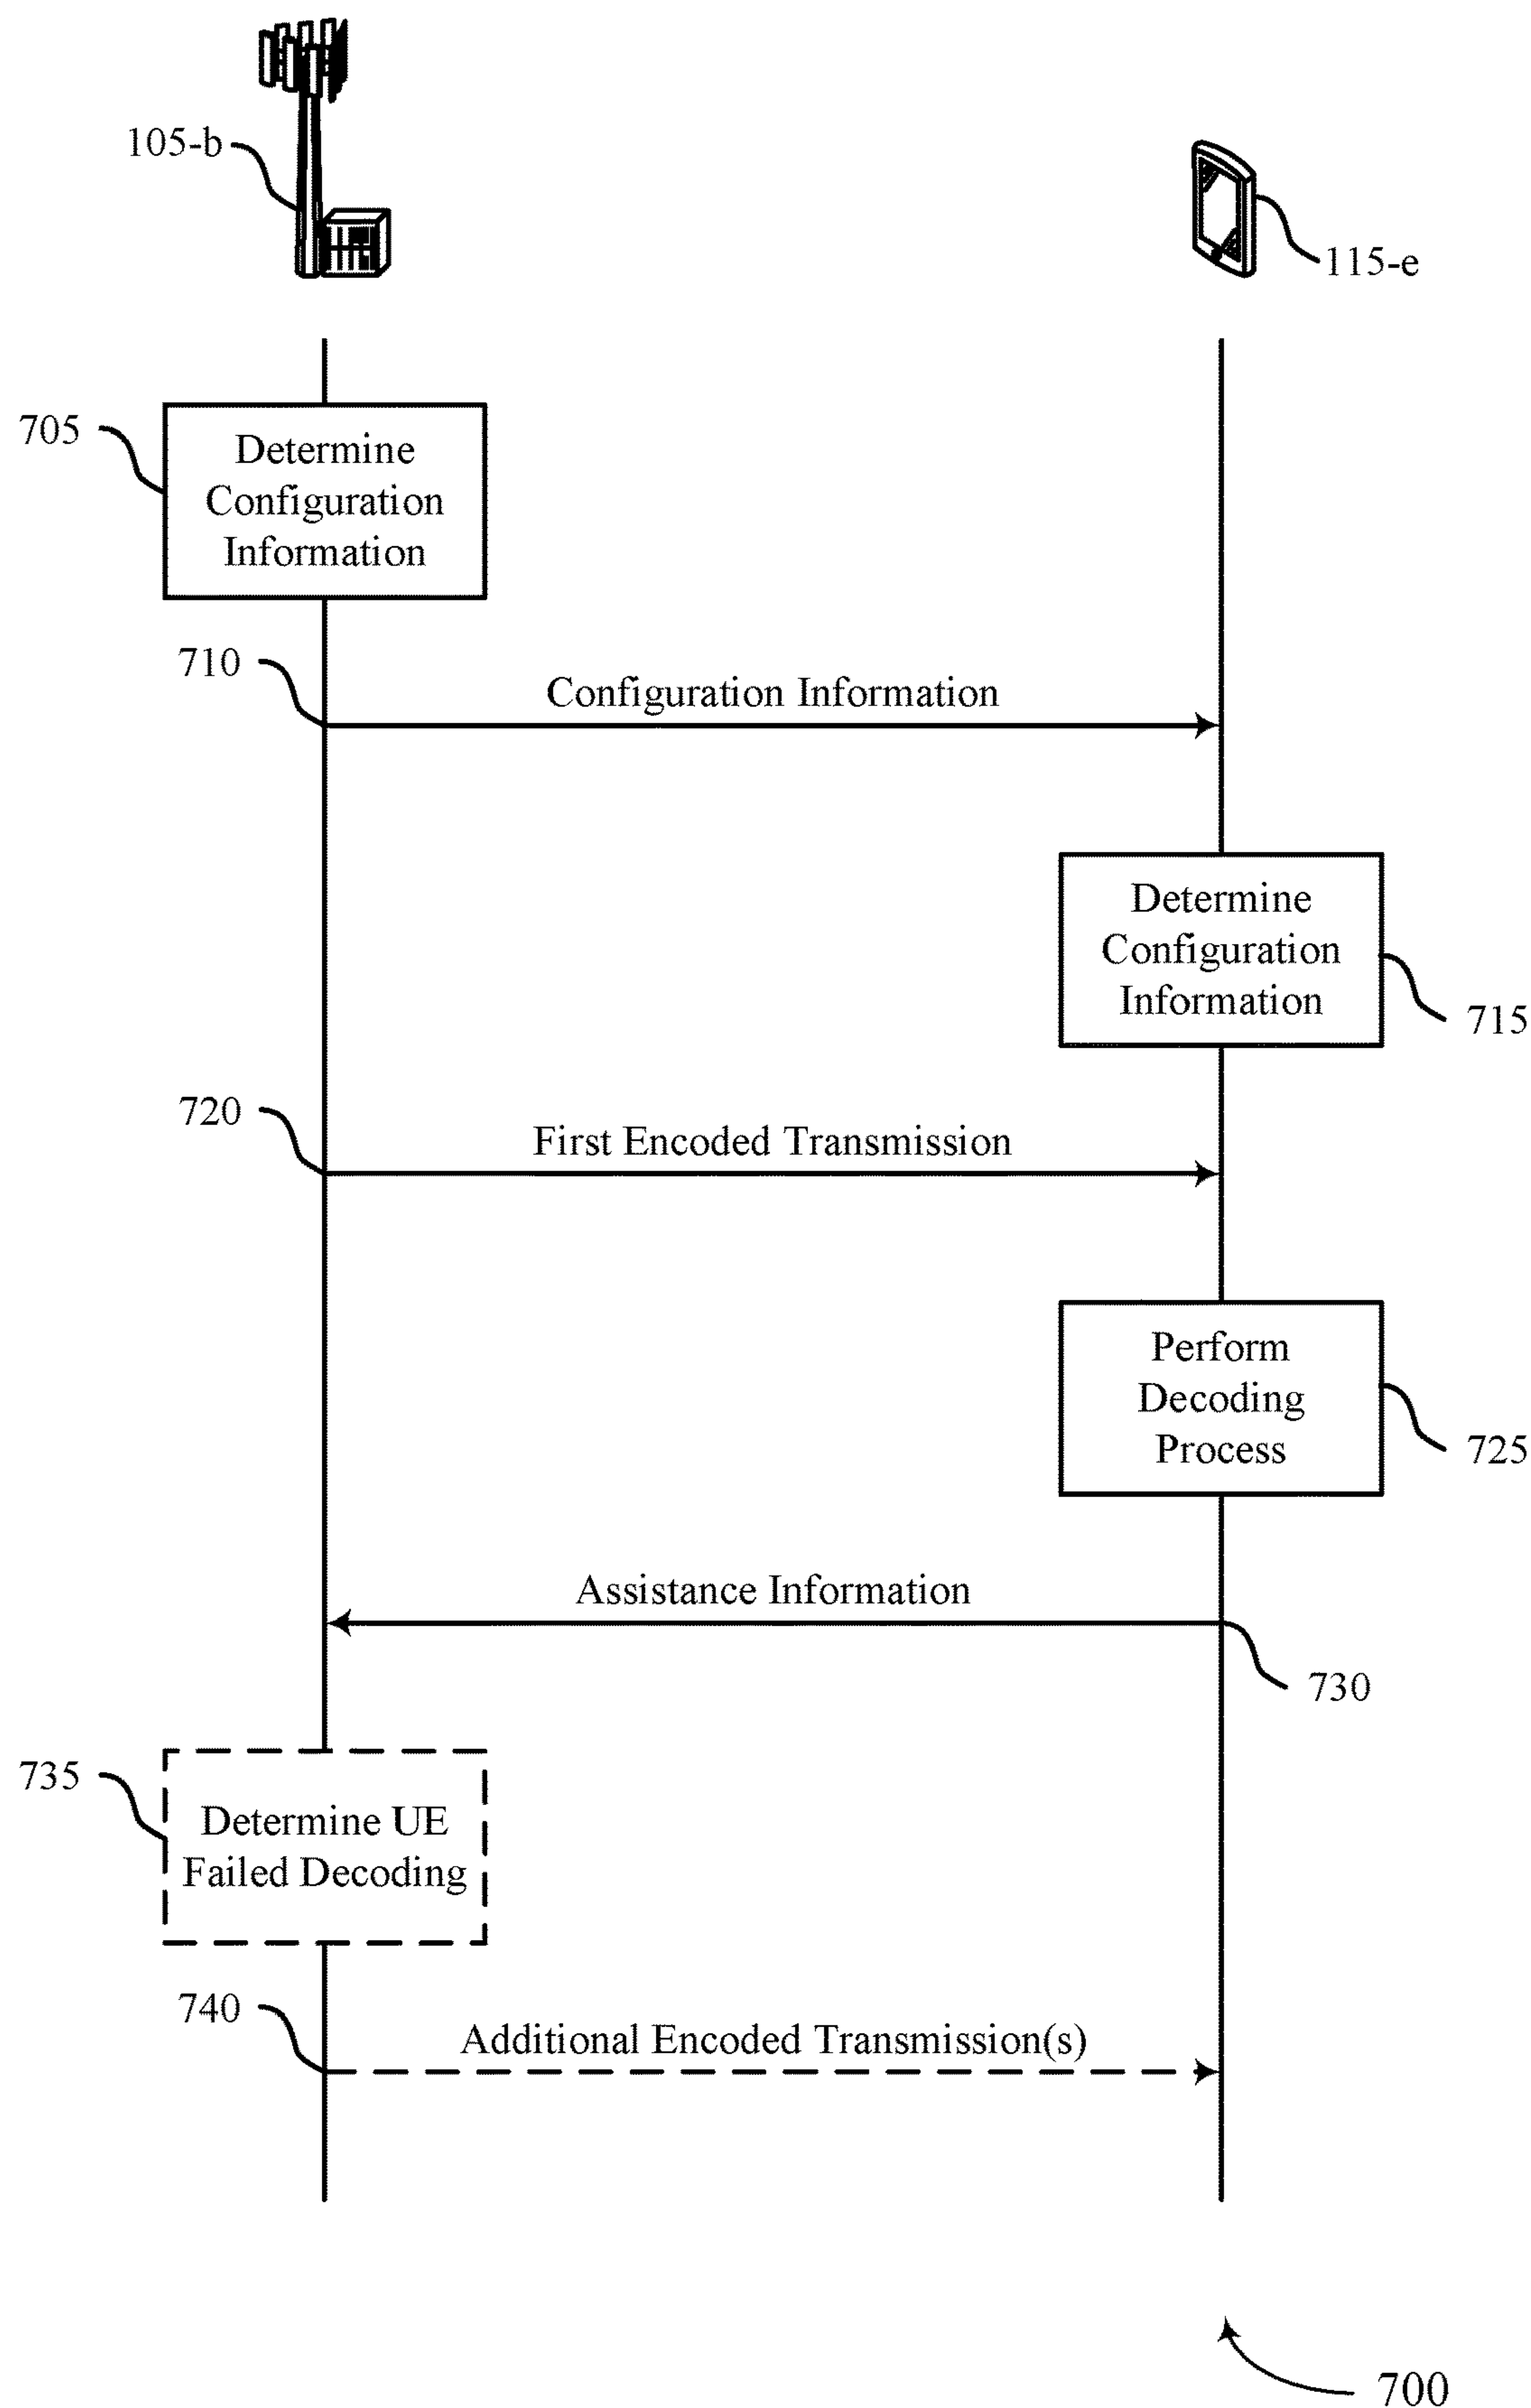 105-b
115-e
705
Determine
Configuration
Information
710
Configuration Information
Determine
Configuration
Information
715
720
First Encoded Transmission
Perform
Decoding
Process
725
Assistance Information
730
735
Determine UE
Failed Decoding
740
Additional Encoded Transmission(s)
700